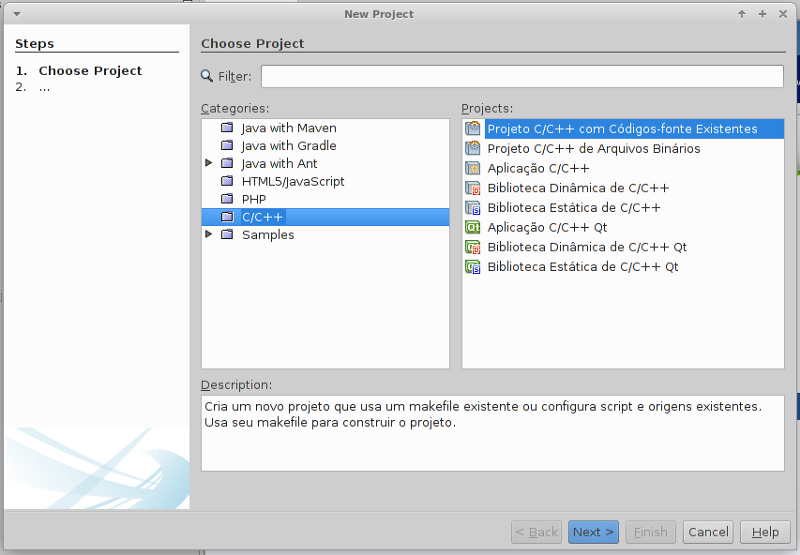 New Project
Steps
1. Choose Project
2. ...
Choose Project
Filter:
Categories:
Java with Maven
Java with Gradle
Java with Ant
HTML5/JavaScript
PHP
C/C++
Samples
Projects:
Projeto C/C++ com Códigos-fonte Existentes
Projeto C/C++ de Arquivos Binários
Aplicação C/C++
Biblioteca Dinâmica de C/C++
Biblioteca Estática de C/C++
Aplicação C/C++ Qt
Biblioteca Dinâmica de C/C++ Qt
Biblioteca Estática de C/C++ Qt
Description:
Cria um novo projeto que usa um makefile existente ou configura script e origens existentes.
Usa seu makefile para construir o projeto.
< Back
Next >
Finish
Cancel
Help